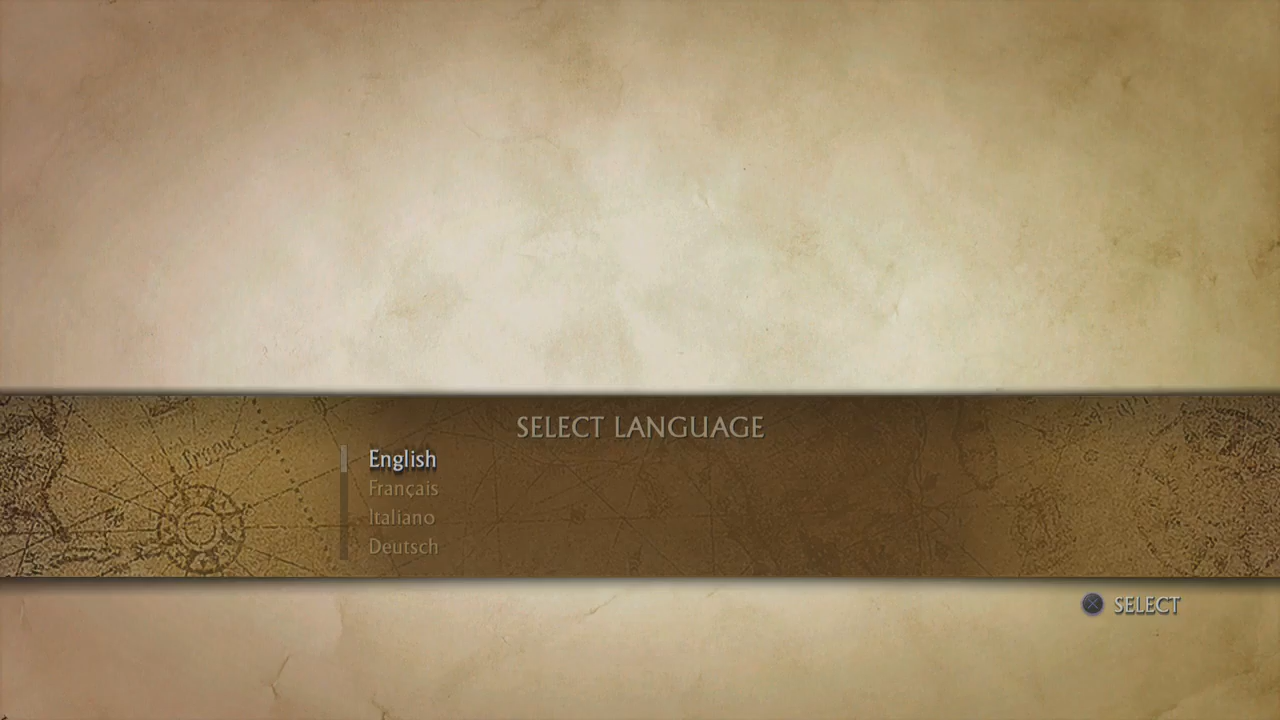 SELECT LANGUAGE
English
Français
Italiano
Deutsch
SELECT